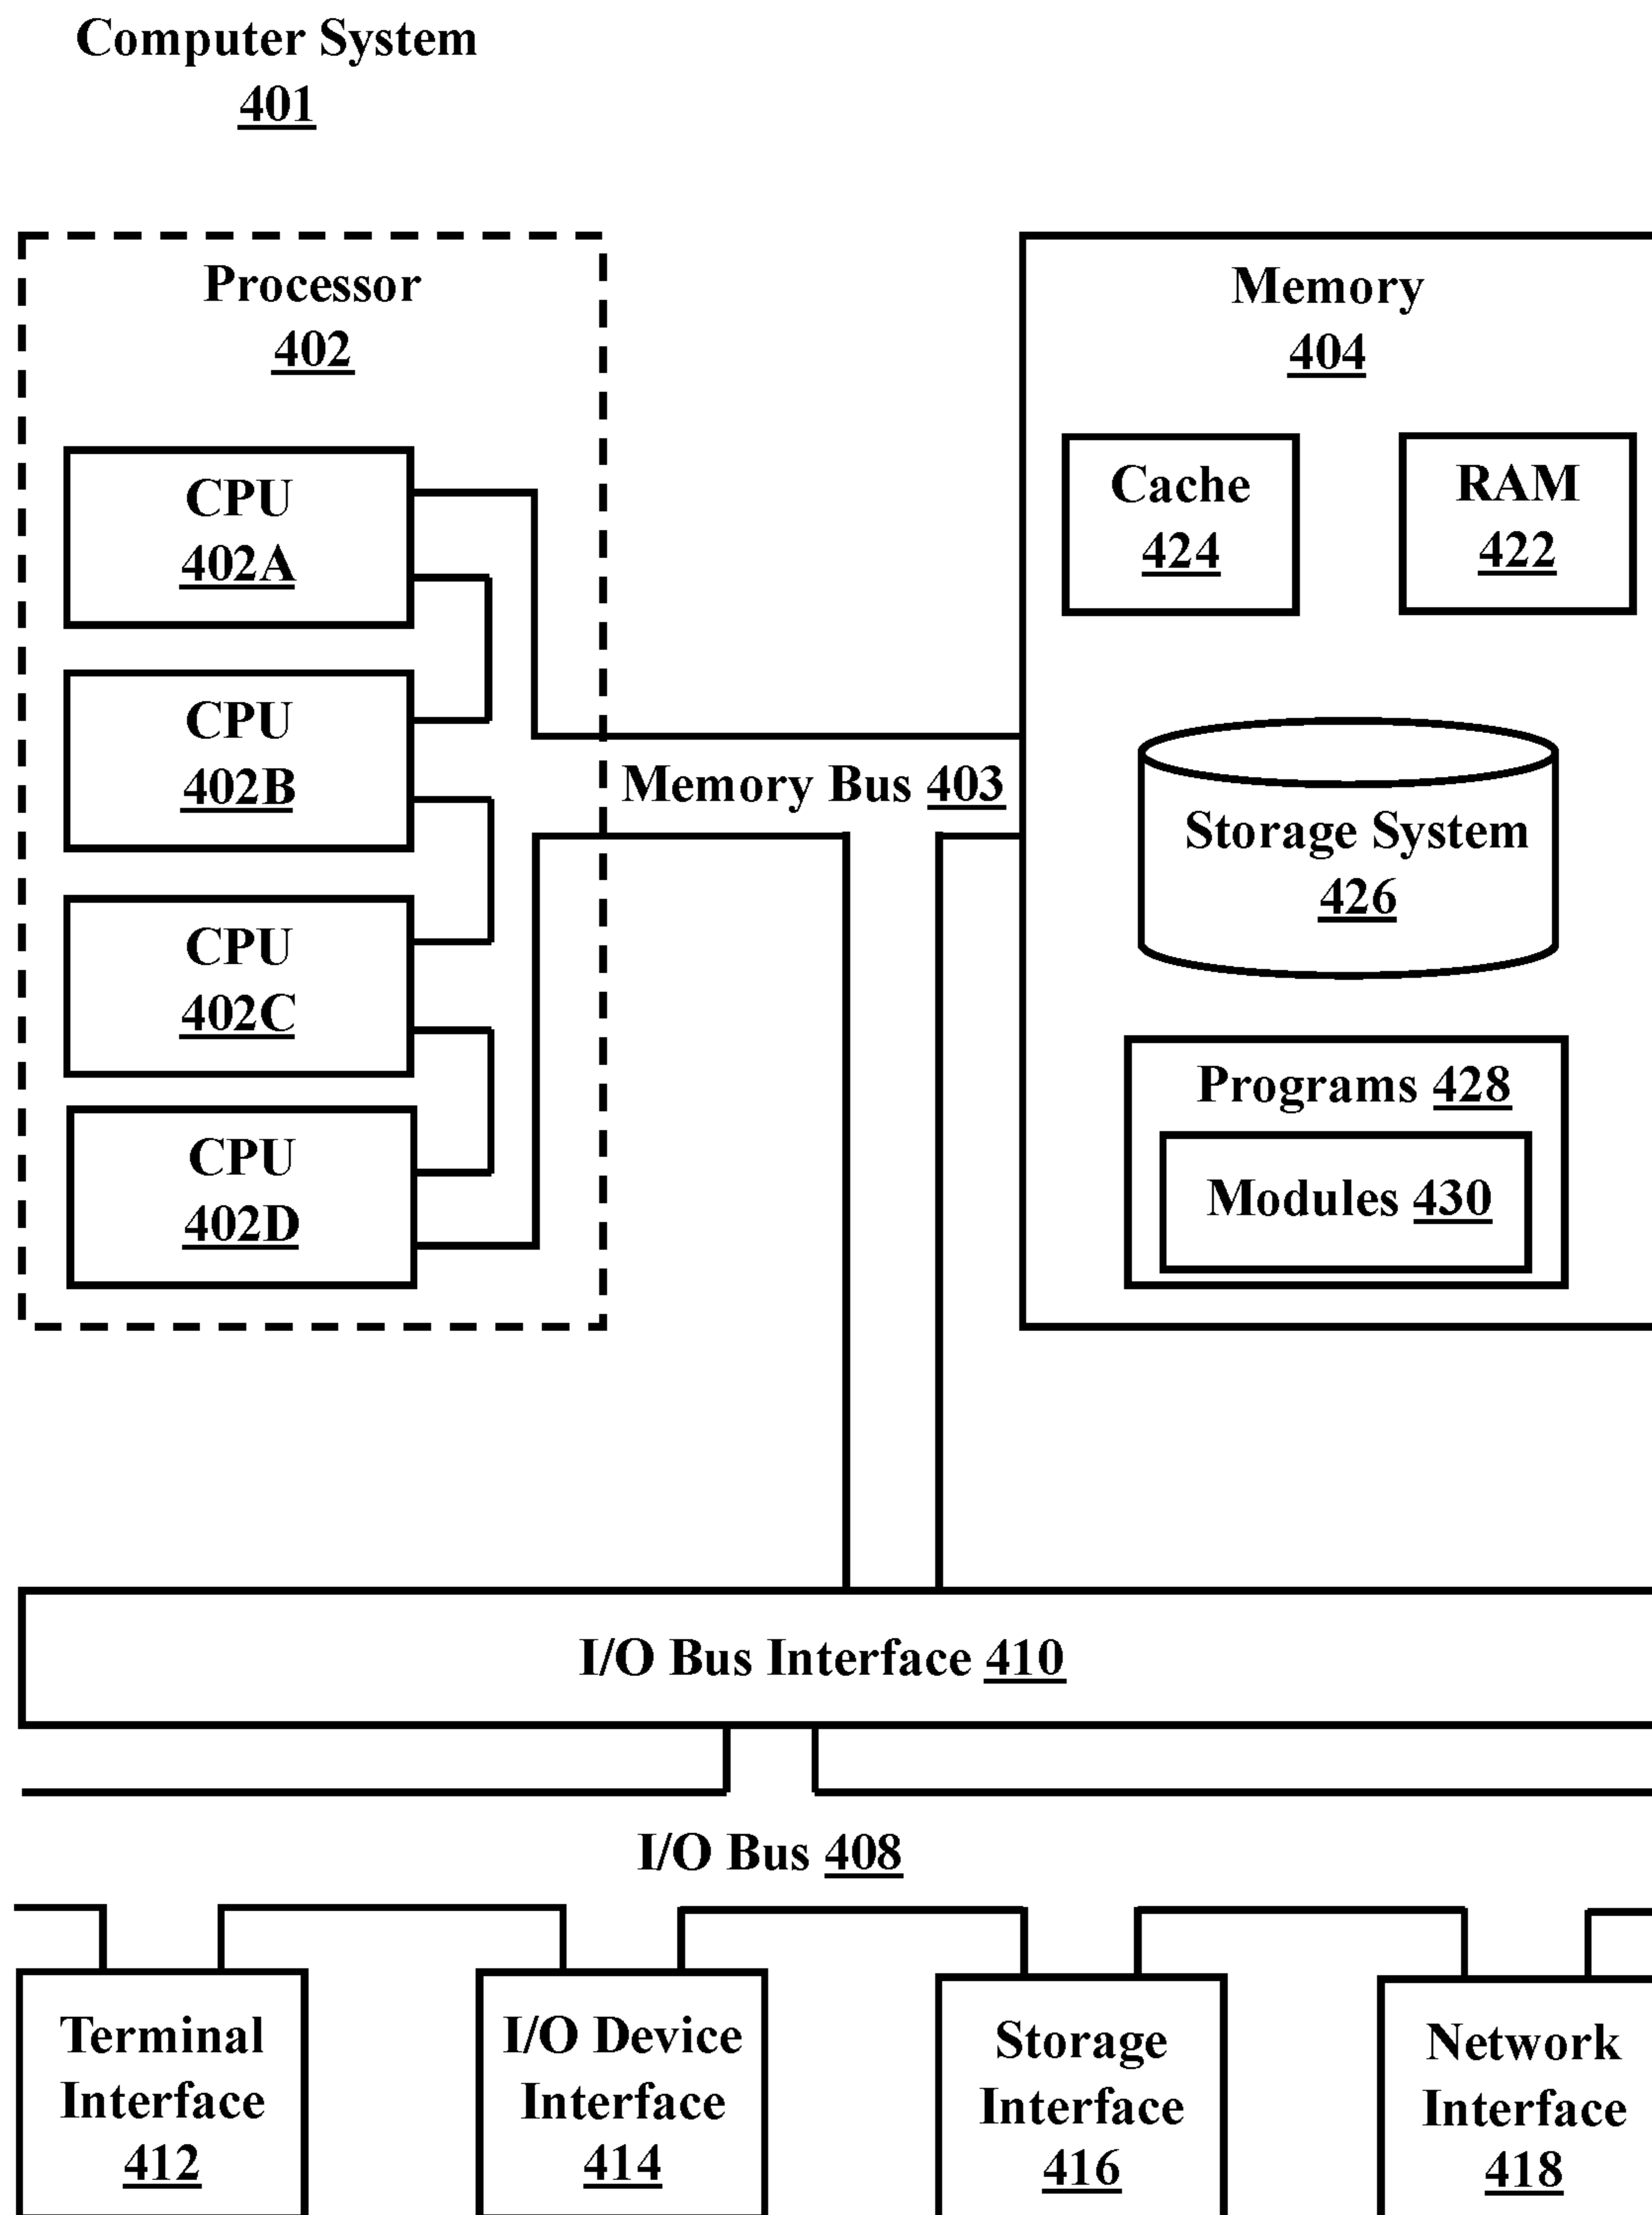 Computer System
401
Processor
402
CPU
402A
CPU
402B
CPU
402C
CPU
402D
Memory Bus 403
Memory
404
Cache
424
RAM
422
Storage System
426
Programs 428
Modules 430
I/O Bus Interface 410
I/O Bus 408
Terminal
Interface
412
I/O Device
Interface
414
Storage
Interface
416
Network
Interface
418